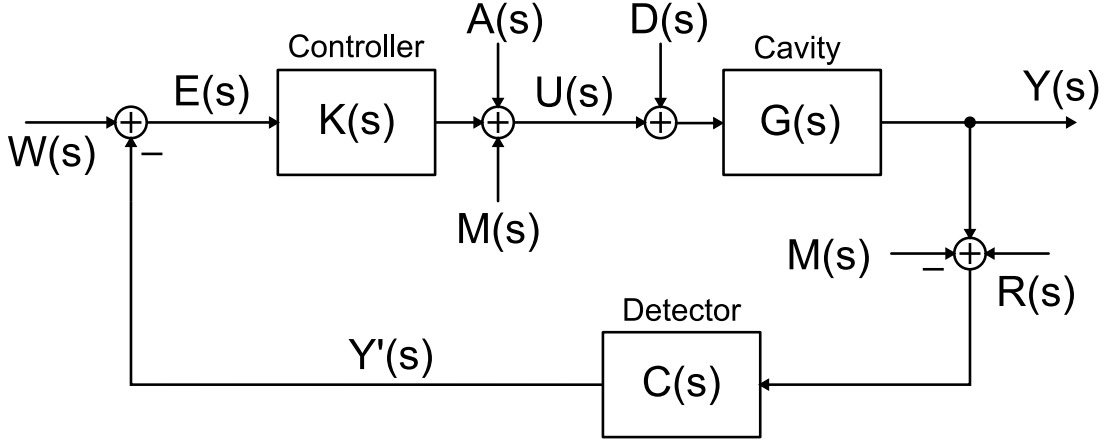 A(s)
D(s)
Controller
Cavity
E(s)
U(s)
Y(s)
K(s)
G(s)
W(s)
M(s)
M(s)
R(s)
Detector
Y'(s)
C(s)